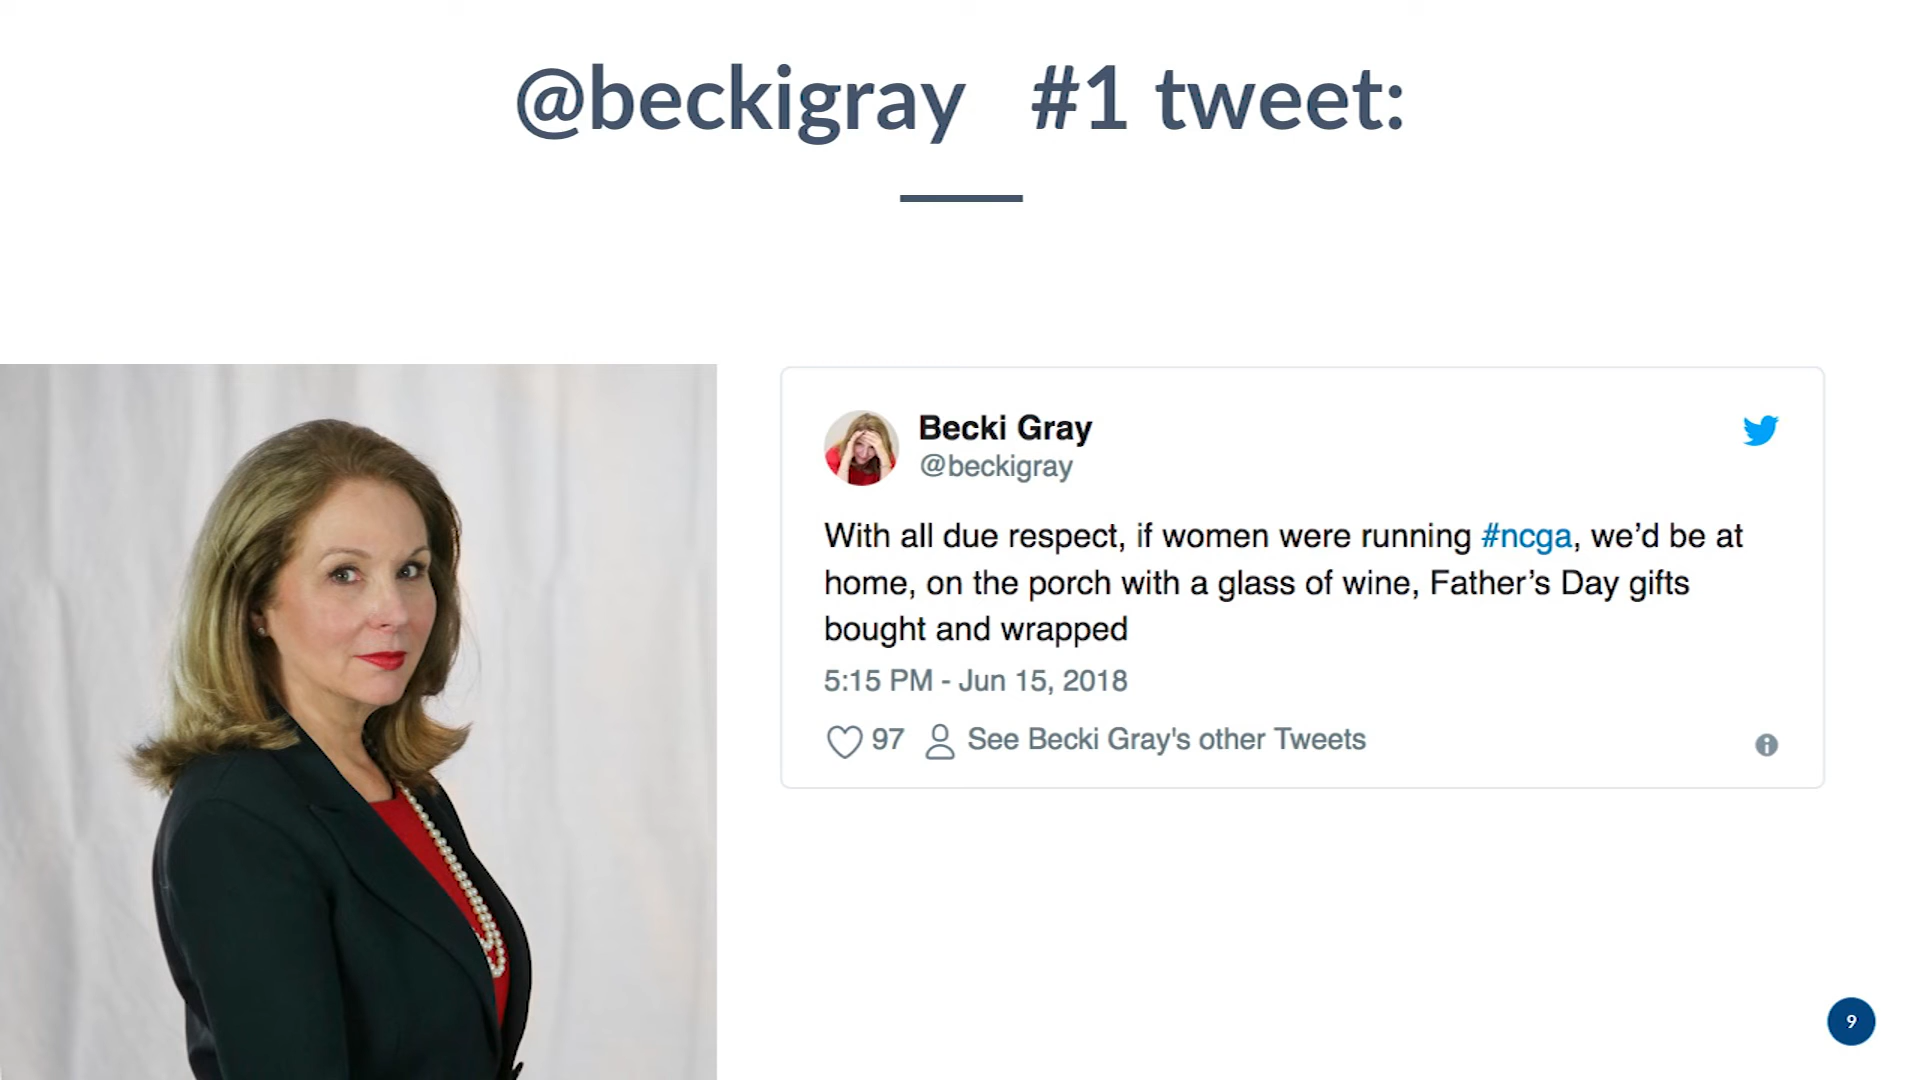 @beckigray #1 tweet:
Becki Gray
@beckigray
With all due respect, if women were running #ncga, we’d be at
home, on the porch with a glass of wine, Father’s Day gifts
bought and wrapped
5:15 PM - Jun 15, 2018
97 See Becki Gray's other Tweets
9